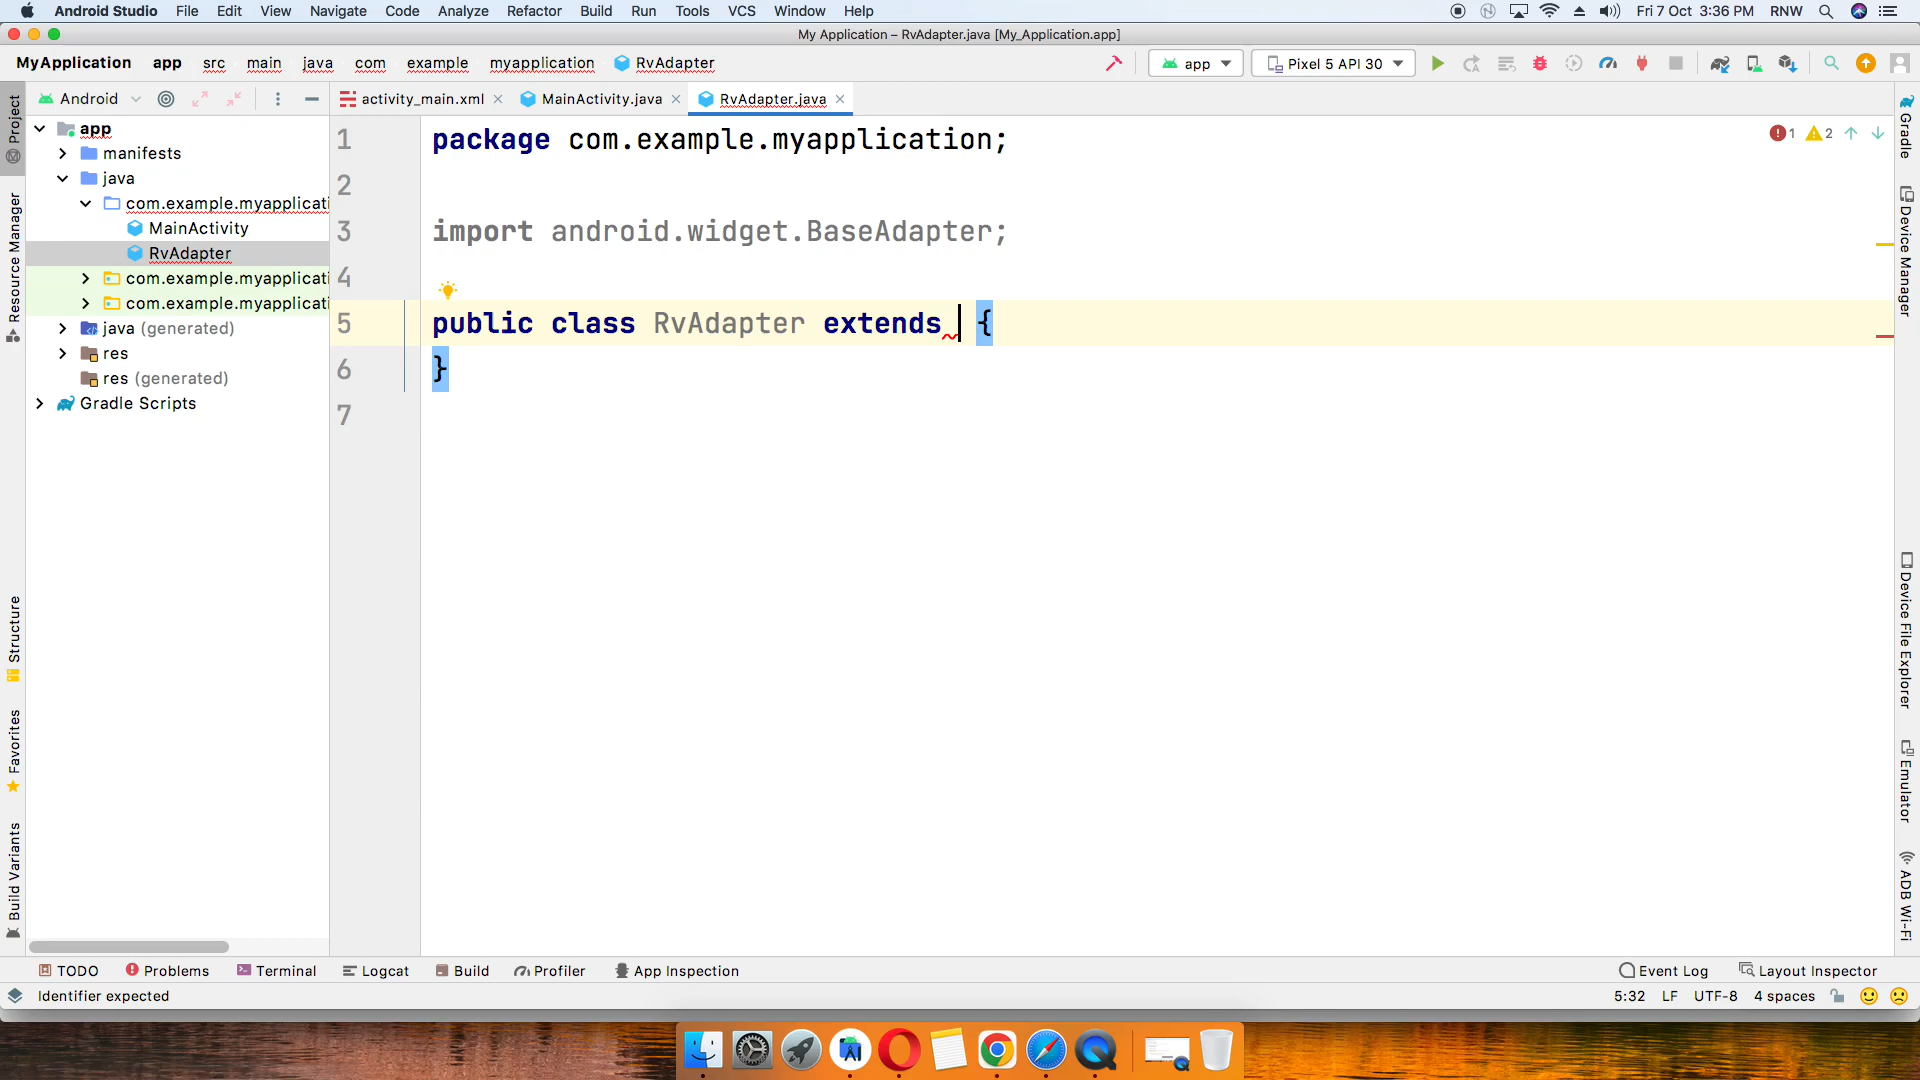 Android Studio File Edit View Navigate Code Analyze Refactor Build Run Tools VCS Window Help Fri 7 Oct 3:36 PM RNW
My Application – RvAdapter.java [My_Application.app]
MyApplication app src main java com example myapplication RvAdapter app Pixel 5 API 30
Android activity_main.xml MainActivity.java RvAdapter.java
app
manifests
java
com.example.myapplicati
MainActivity
RvAdapter
com.example.myapplicati
com.example.myapplicati
java (generated)
res
res (generated)
Gradle Scripts
1 package com.example.myapplication;
2
3 import android.widget.BaseAdapter;
4
5 public class RvAdapter extends {
6 }
7
1 2
Project
Resource Manager
Structure
Favorites
Build Variants
Gradle
Device Manager
Device File Explorer
Emulator
ADB Wi-Fi
TODO Problems Terminal Logcat Build Profiler App Inspection Event Log Layout Inspector
Identifier expected 5:32 LF UTF-8 4 spaces